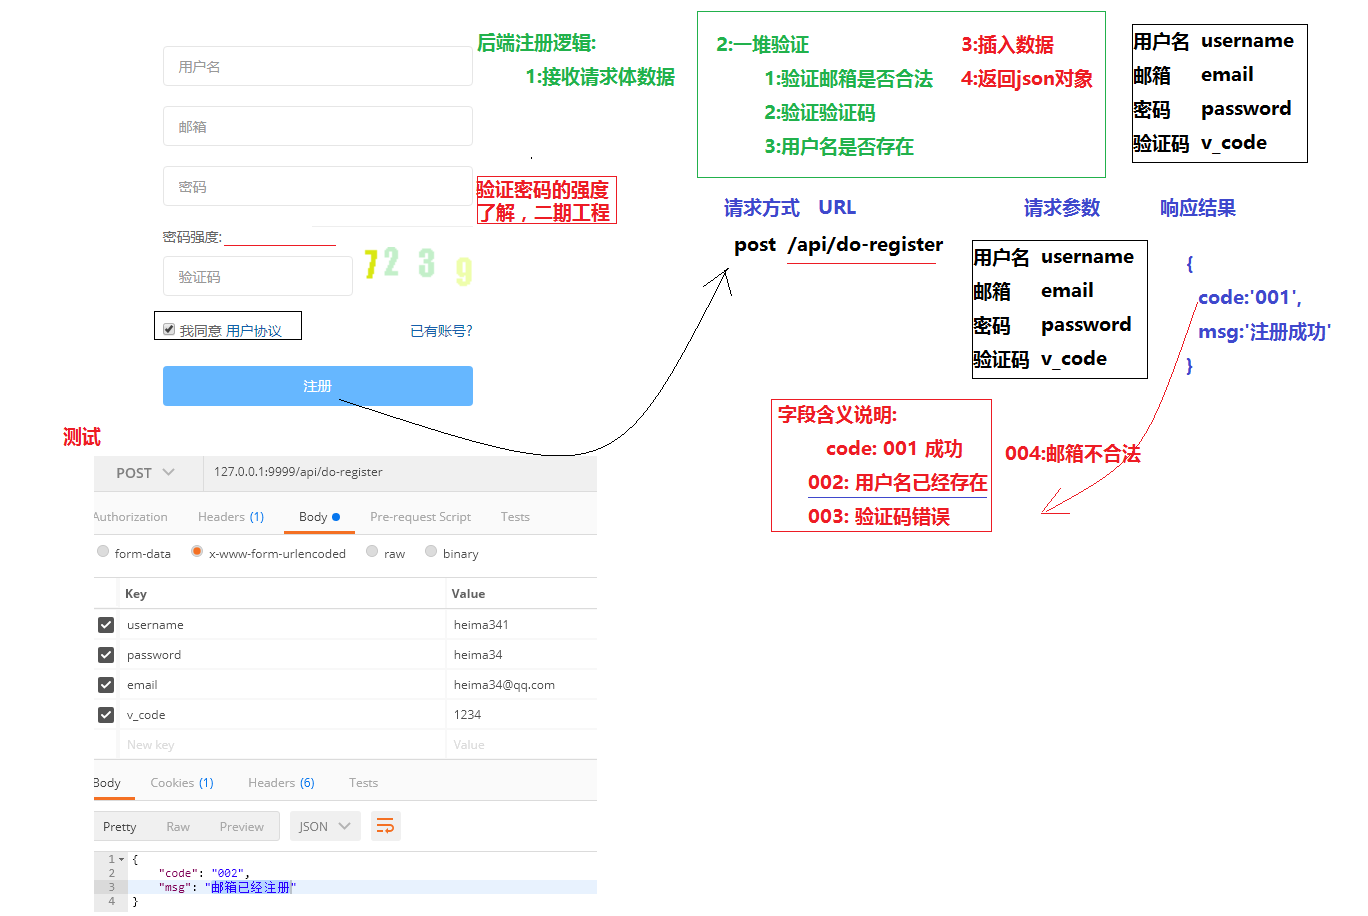 用户名
邮箱
密码
密码强度:
验证码
7 2 3 9
我同意 用户协议
已有账号?
注册
后端注册逻辑:
1:接收请求体数据
验证密码的强度
了解，二期工程
2:一堆验证
1:验证邮箱是否合法
2:验证验证码
3:用户名是否存在
3:插入数据
4:返回json对象
用户名 username
邮箱 email
密码 password
验证码 v_code
请求方式 URL 请求参数 响应结果
post /api/do-register
用户名 username
邮箱 email
密码 password
验证码 v_code
{
code:'001',
msg:'注册成功'
}
字段含义说明:
code: 001 成功
002: 用户名已经存在
003: 验证码错误
004:邮箱不合法
测试
POST 127.0.0.1:9999/api/do-register
Authorization Headers (1) Body Pre-request Script Tests
form-data x-www-form-urlencoded raw binary
Key Value
username heima341
password heima34
email heima34@qq.com
v_code 1234
New key Value
Body Cookies (1) Headers (6) Tests
Pretty Raw Preview JSON
1 {
2 "code": "002",
3 "msg": "邮箱已经注册"
4 }